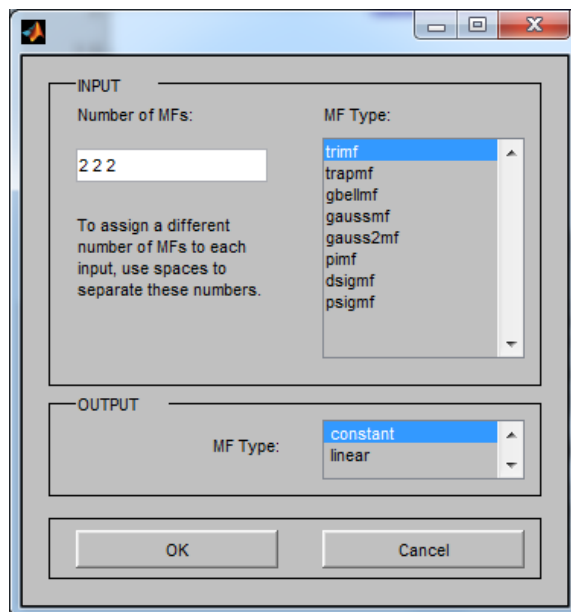 INPUT
Number of MFs:
2 2 2
To assign a different
number of MFs to each
input, use spaces to
separate these numbers.
MF Type:
trimf
trapmf
gbellmf
gaussmf
gauss2mf
pimf
dsigmf
psigmf
OUTPUT
MF Type:
constant
linear
OK
Cancel